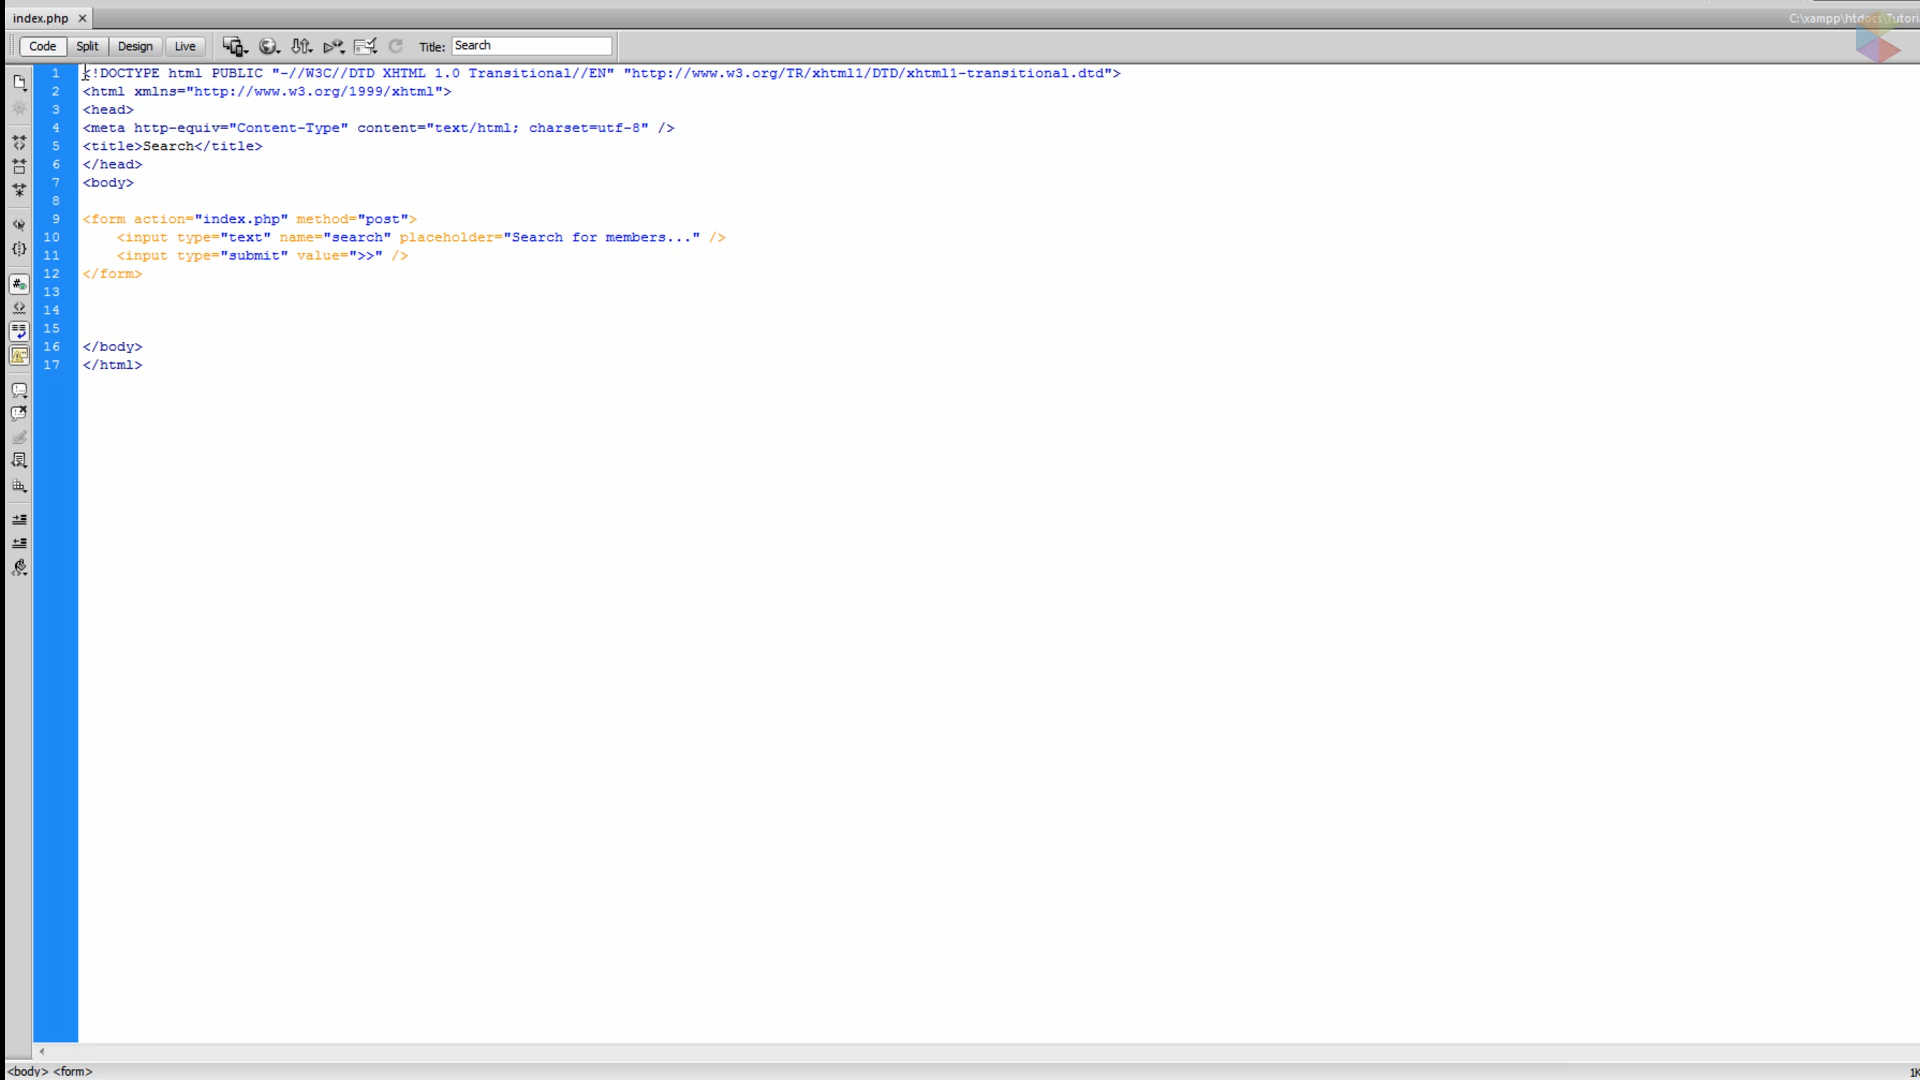 index.php
C:\xampp\htdocs\Tutori
Code Split Design Live Title: Search
1 <!DOCTYPE html PUBLIC "-//W3C//DTD XHTML 1.0 Transitional//EN" "http://www.w3.org/TR/xhtml1/DTD/xhtml1-transitional.dtd">
2 <html xmlns="http://www.w3.org/1999/xhtml">
3 <head>
4 <meta http-equiv="Content-Type" content="text/html; charset=utf-8" />
5 <title>Search</title>
6 </head>
7 <body>
8
9 <form action="index.php" method="post">
10 <input type="text" name="search" placeholder="Search for members..." />
11 <input type="submit" value=">>" />
12 </form>
13
14
15
16 </body>
17 </html>
<body> <form>
1K